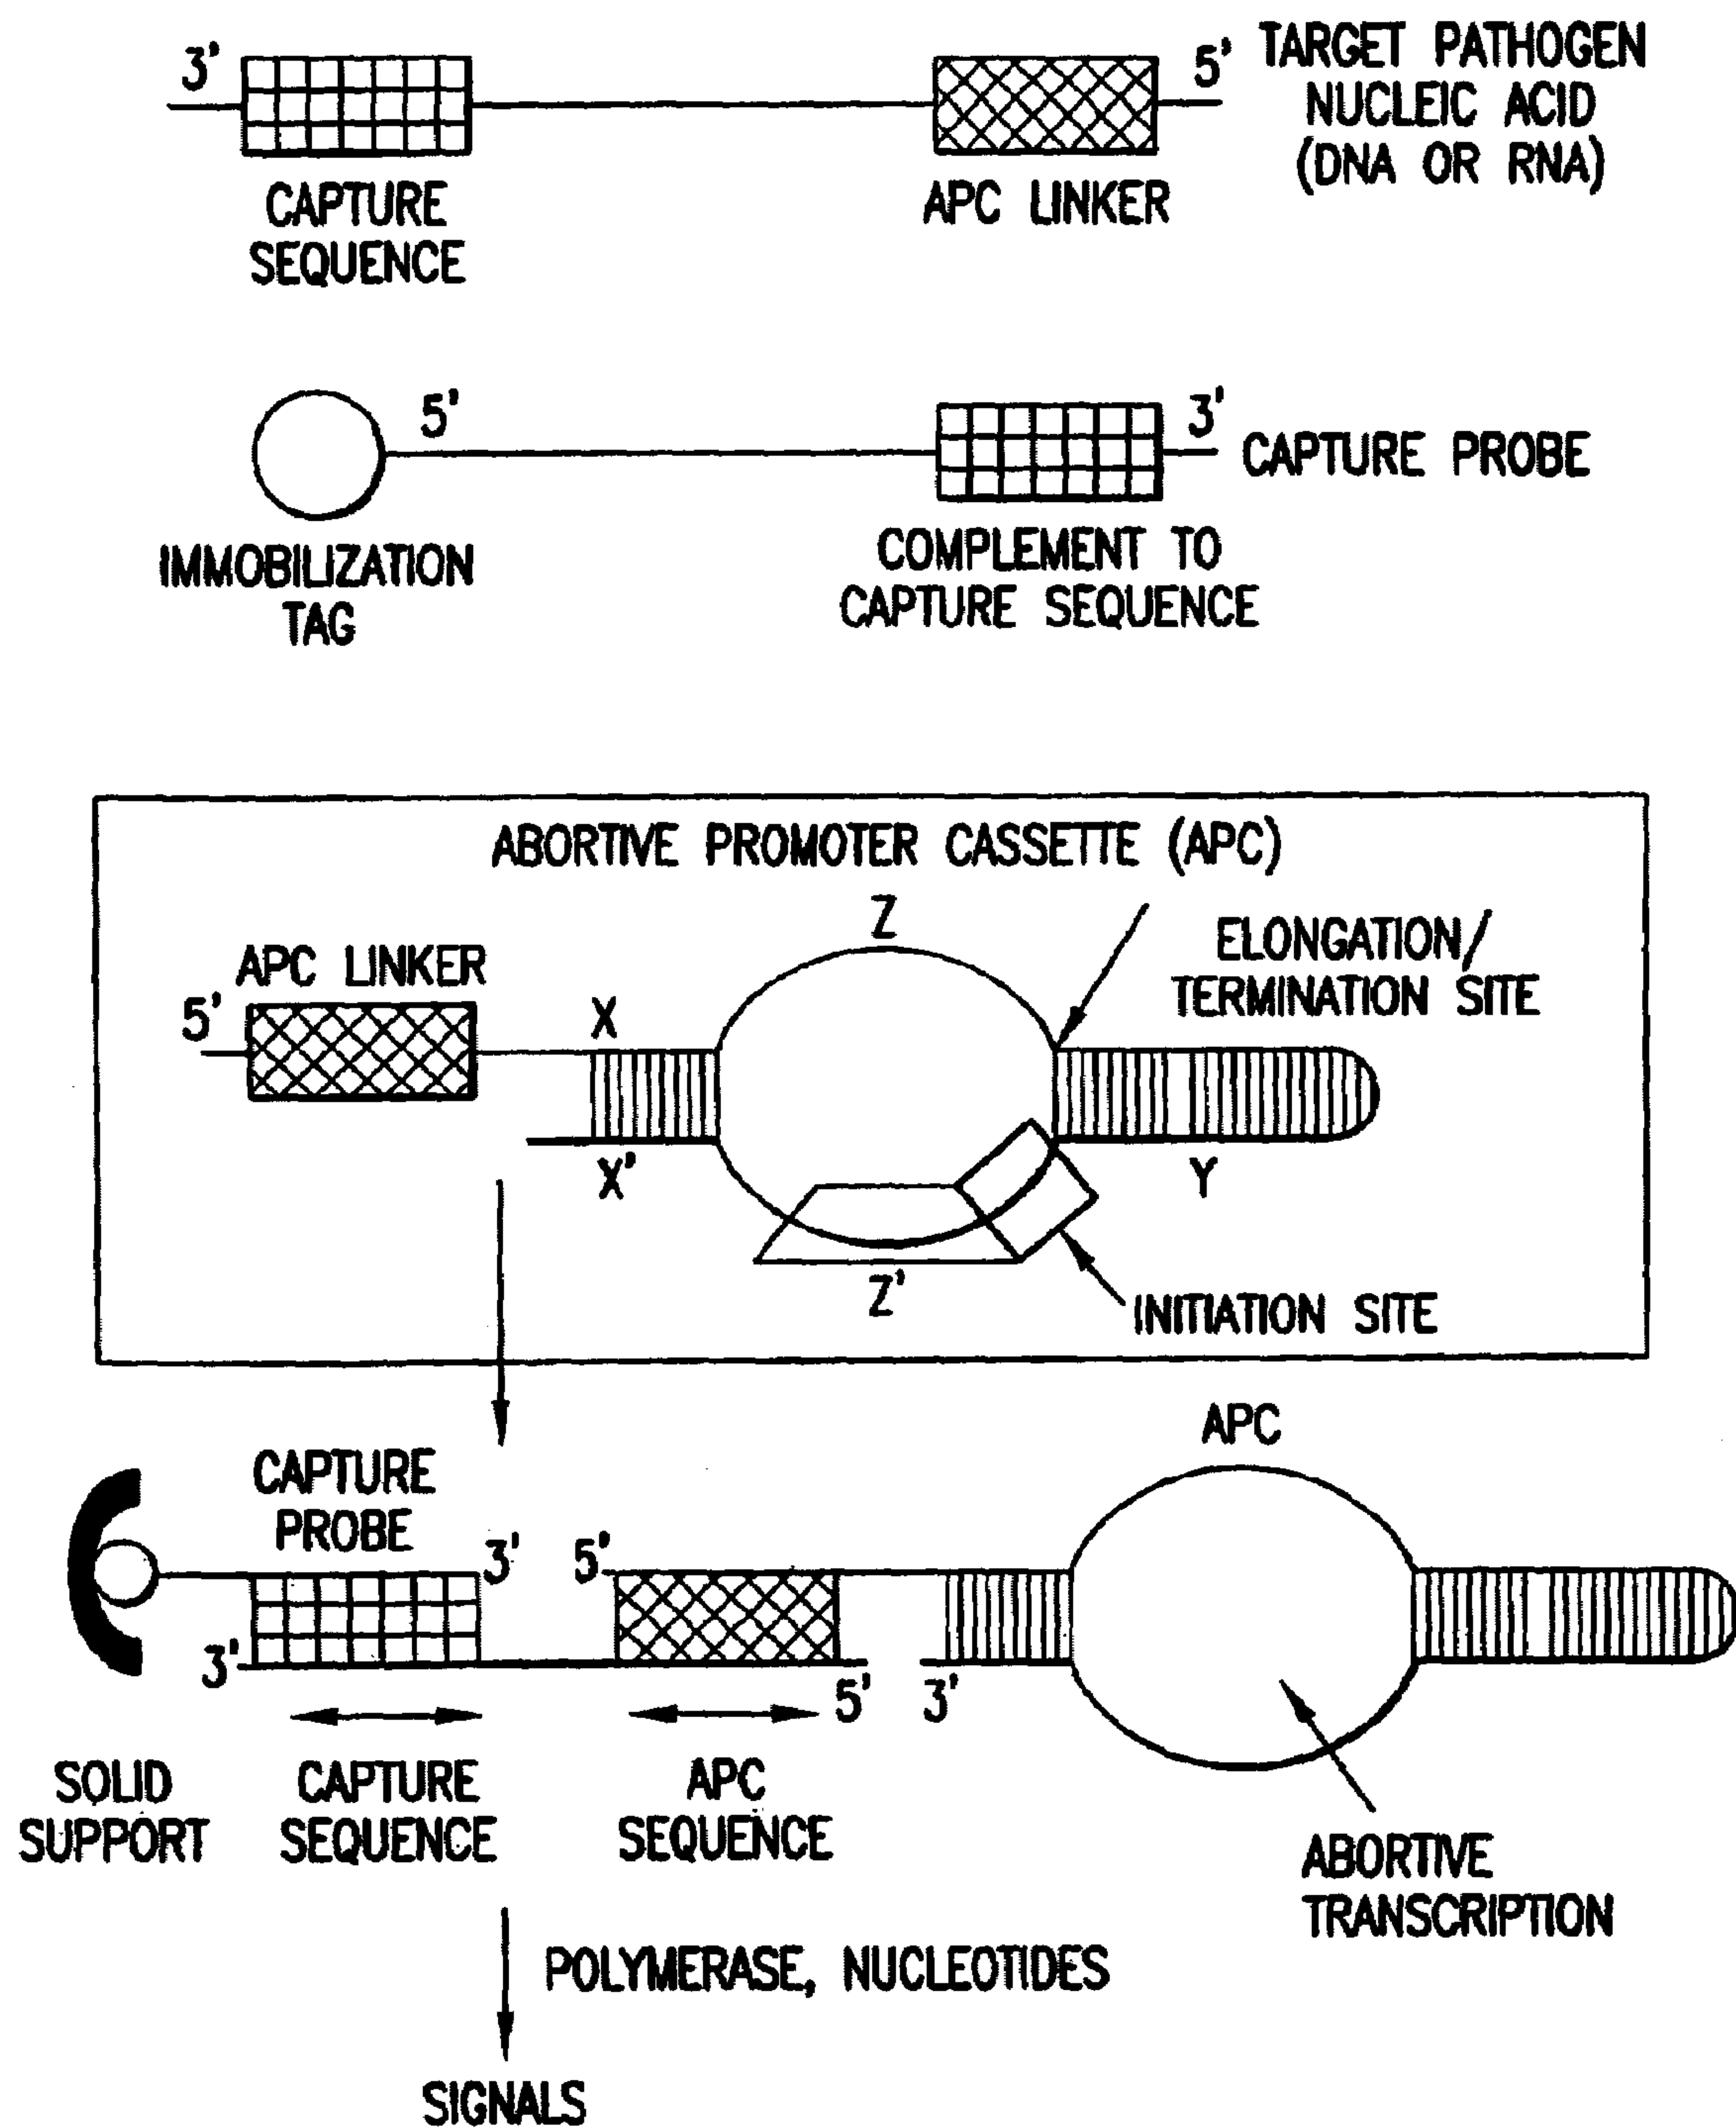 3'
5'
TARGET PATHOGEN
NUCLEIC ACID
(DNA OR RNA)
CAPTURE
SEQUENCE
APC LINKER
5'
3'
CAPTURE PROBE
IMMOBILIZATION
TAG
COMPLEMENT TO
CAPTURE SEQUENCE
ABORTIVE PROMOTER CASSETTE (APC)
Z
ELONGATION/
TERMINATION SITE
APC LINKER
5'
X
X'
Y
Z'
INITIATION SITE
APC
CAPTURE
PROBE
3'
5'
3'
5'
3'
SOLID
SUPPORT
CAPTURE
SEQUENCE
APC
SEQUENCE
ABORTIVE
TRANSCRIPTION
POLYMERASE, NUCLEOTIDES
SIGNALS